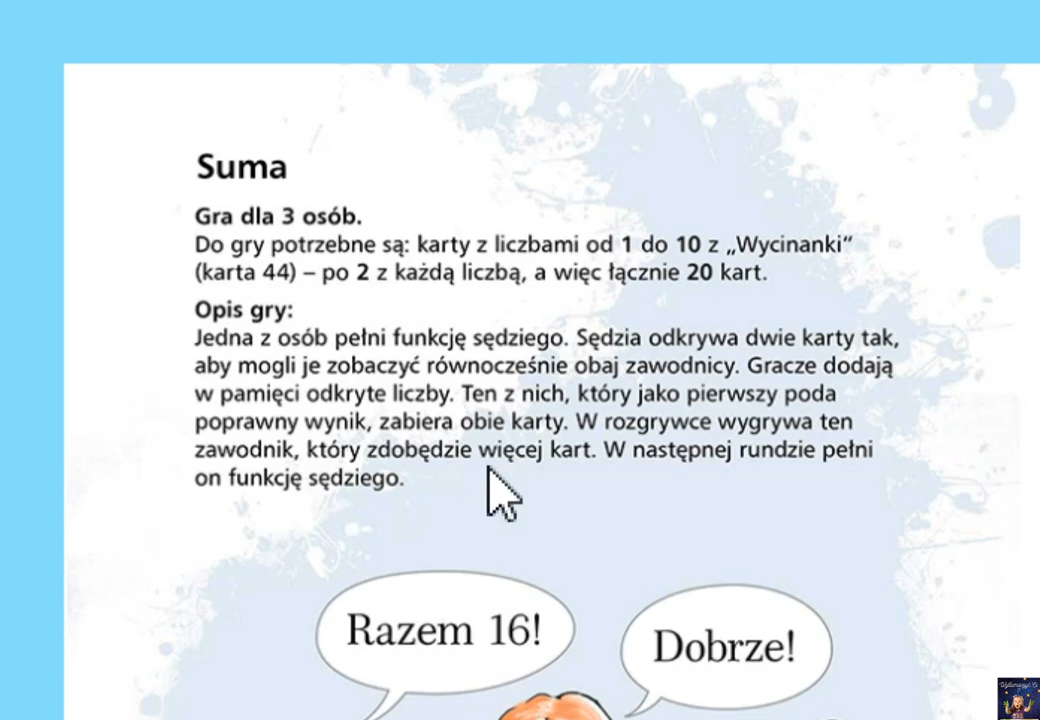 Suma
Gra dla 3 osób.
Do gry potrzebne są: karty z liczbami od 1 do 10 z „Wycinanki“
(karta 44) – po 2 z każdą liczbą, a więc łącznie 20 kart.
Opis gry:
Jedna z osób pełni funkcję sędziego. Sędzia odkrywa dwie karty tak,
aby mogli je zobaczyć równocześnie obaj zawodnicy. Gracze dodają
w pamięci odkryte liczby. Ten z nich, który jako pierwszy poda
poprawny wynik, zabiera obie karty. W rozgrywce wygrywa ten
zawodnik, który zdobędzie więcej kart. W następnej rundzie pełni
on funkcję sędziego.
Razem 16!
Dobrze!